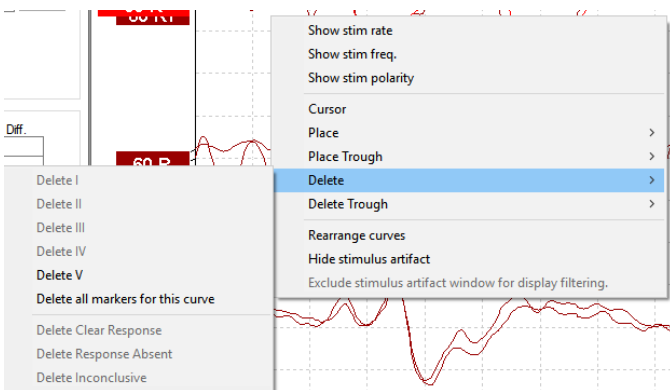 80 R↑
Show stim rate
Show stim freq.
Show stim polarity
Cursor
Diff.
Place
Place Trough
60 R
Delete
Delete I
Delete II
Delete III
Delete IV
Delete V
Delete all markers for this curve
Delete Clear Response
Delete Response Absent
Delete Inconclusive
Delete Trough
Rearrange curves
Hide stimulus artifact
Exclude stimulus artifact window for display filtering.